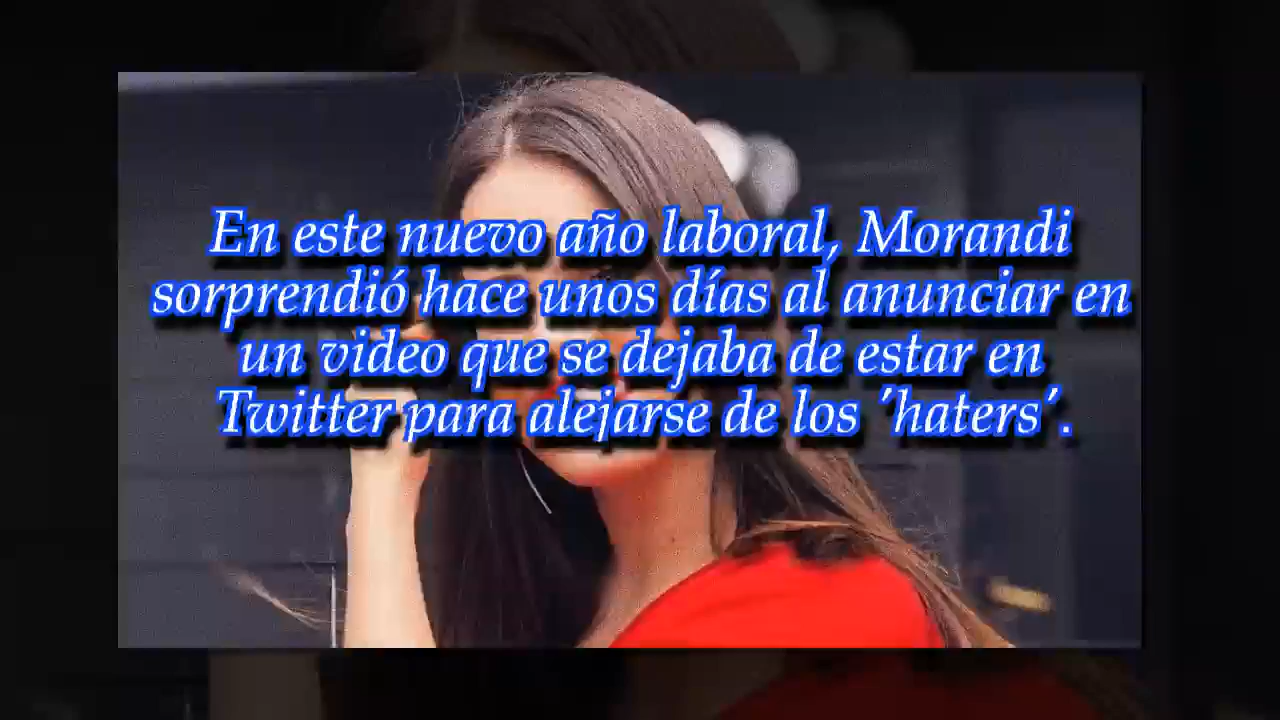 En este nuevo año laboral, Morandi
sorprendió hace unos días al anunciar en
un video que se dejaba de estar en
Twitter para alejarse de los 'haters'.